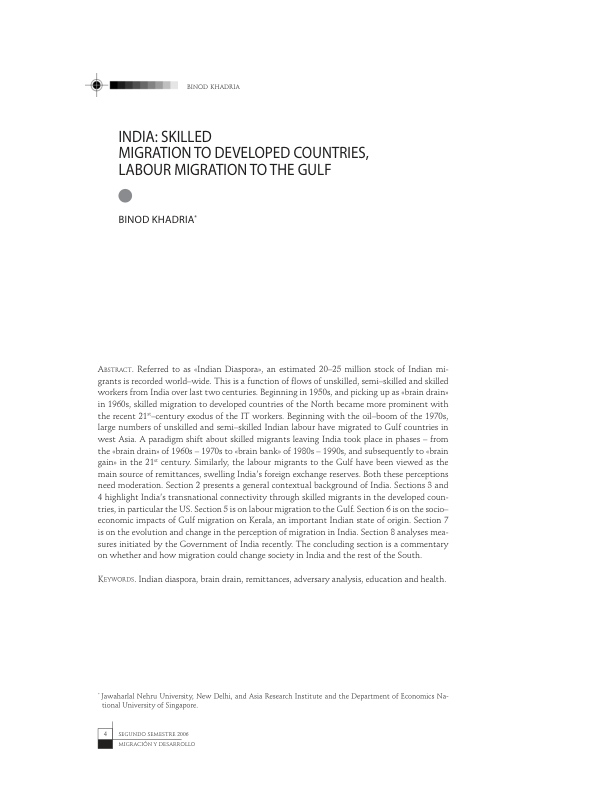 BINOD KHADRIA
INDIA: SKILLED
MIGRATION TO DEVELOPED COUNTRIES,
LABOUR MIGRATION TO THE GULF
BINOD KHADRIA*
ABSTRACT. Referred to as «Indian Diaspora», an estimated 20–25 million stock of Indian mi-
grants is recorded world–wide. This is a function of flows of unskilled, semi–skilled and skilled
workers from India over last two centuries. Beginning in 1950s, and picking up as «brain drain»
in 1960s, skilled migration to developed countries of the North became more prominent with
the recent 21st–century exodus of the IT workers. Beginning with the oil–boom of the 1970s,
large numbers of unskilled and semi–skilled Indian labour have migrated to Gulf countries in
west Asia. A paradigm shift about skilled migrants leaving India took place in phases – from
the «brain drain» of 1960s – 1970s to «brain bank» of 1980s – 1990s, and subsequently to «brain
gain» in the 21st century. Similarly, the labour migrants to the Gulf have been viewed as the
main source of remittances, swelling India's foreign exchange reserves. Both these perceptions
need moderation. Section 2 presents a general contextual background of India. Sections 3 and
4 highlight India's transnational connectivity through skilled migrants in the developed coun-
tries, in particular the US. Section 5 is on labour migration to the Gulf. Section 6 is on the socio–
economic impacts of Gulf migration on Kerala, an important Indian state of origin. Section 7
is on the evolution and change in the perception of migration in India. Section 8 analyses mea-
sures initiated by the Government of India recently. The concluding section is a commentary
on whether and how migration could change society in India and the rest of the South.
KEYWORDS. Indian diaspora, brain drain, remittances, adversary analysis, education and health.
* Jawaharlal Nehru University, New Delhi, and Asia Research Institute and the Department of Economics Na-
tional University of Singapore.
4 SEGUNDO SEMESTRE 2006
MIGRACIÓN Y DESARROLLO